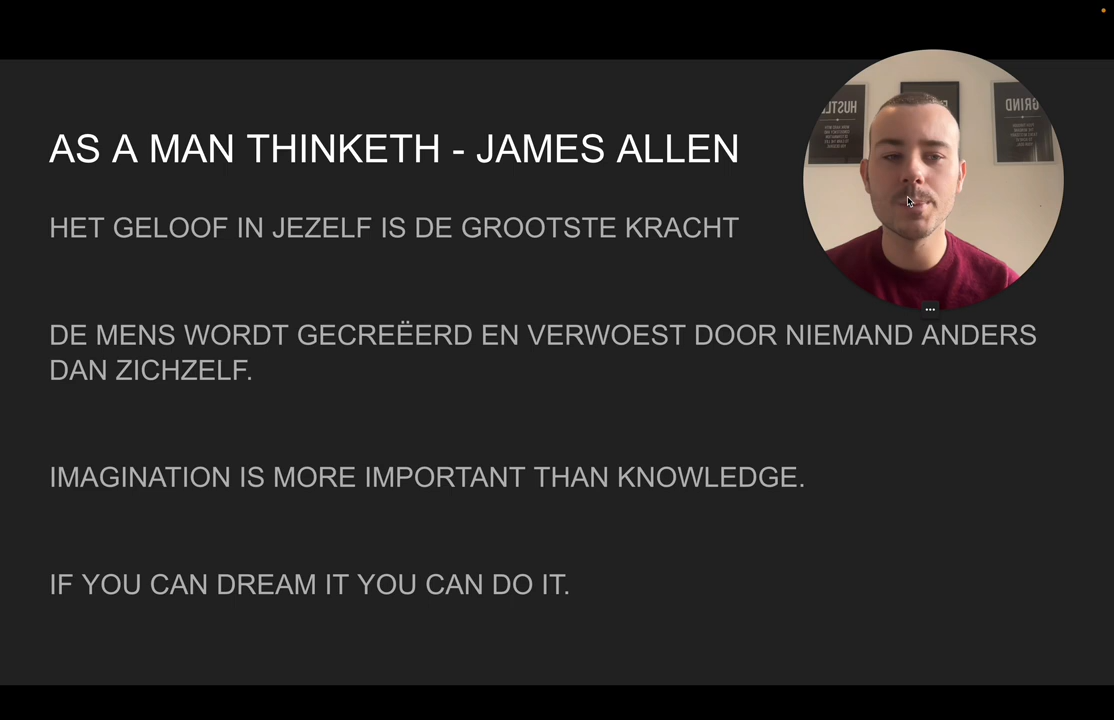 AS A MAN THINKETH - JAMES ALLEN
HET GELOOF IN JEZELF IS DE GROOTSTE KRACHT
DE MENS WORDT GECREËERD EN VERWOEST DOOR NIEMAND ANDERS
DAN ZICHZELF.
IMAGINATION IS MORE IMPORTANT THAN KNOWLEDGE.
IF YOU CAN DREAM IT YOU CAN DO IT.
HUSTLE
GRIND